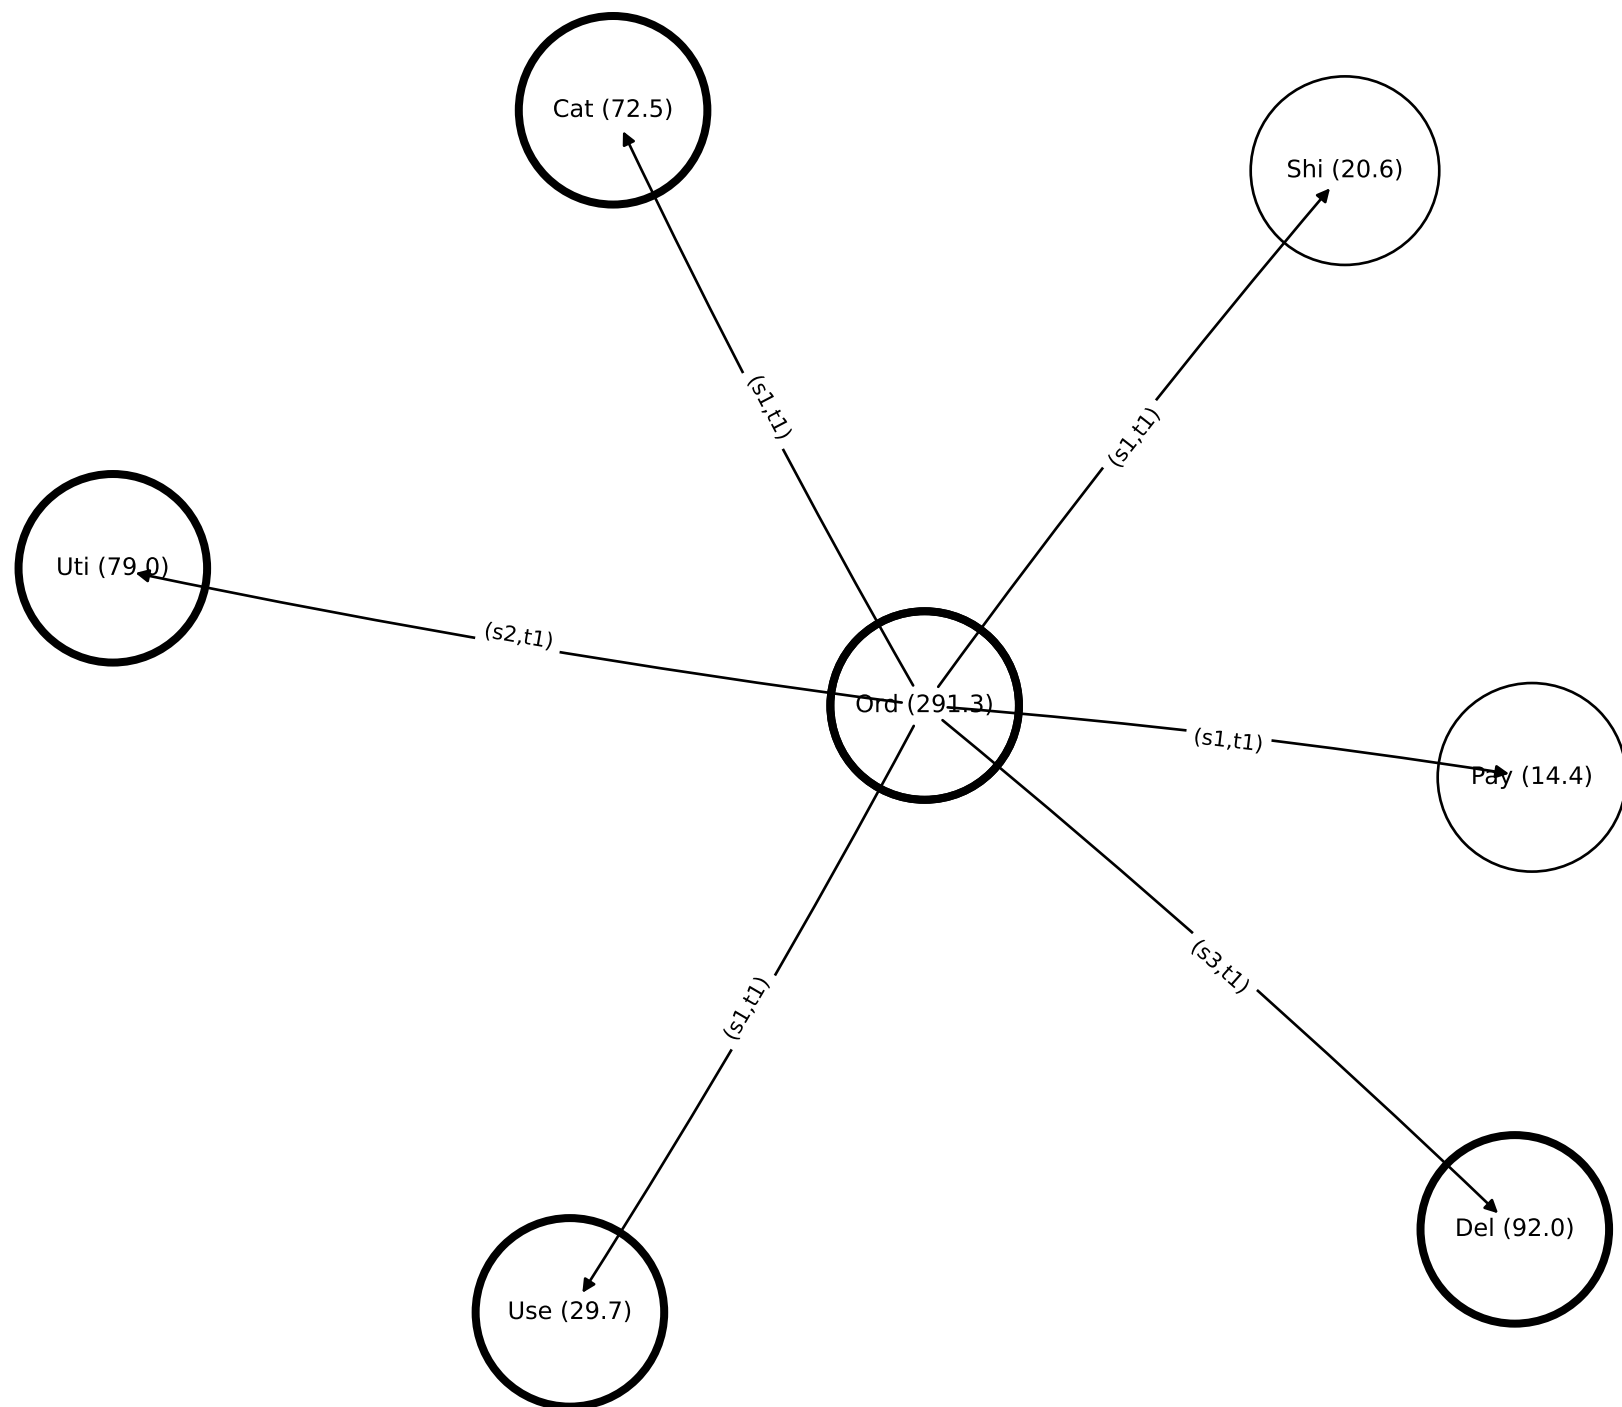 Cat (72.5)
Shi (20.6)
(s1,t1)
(s1,t1)
Uti (79.0)
(s2,t1)
Ord (291.3)
(s1,t1)
Pay (14.4)
(s3,t1)
(s1,t1)
Del (92.0)
Use (29.7)